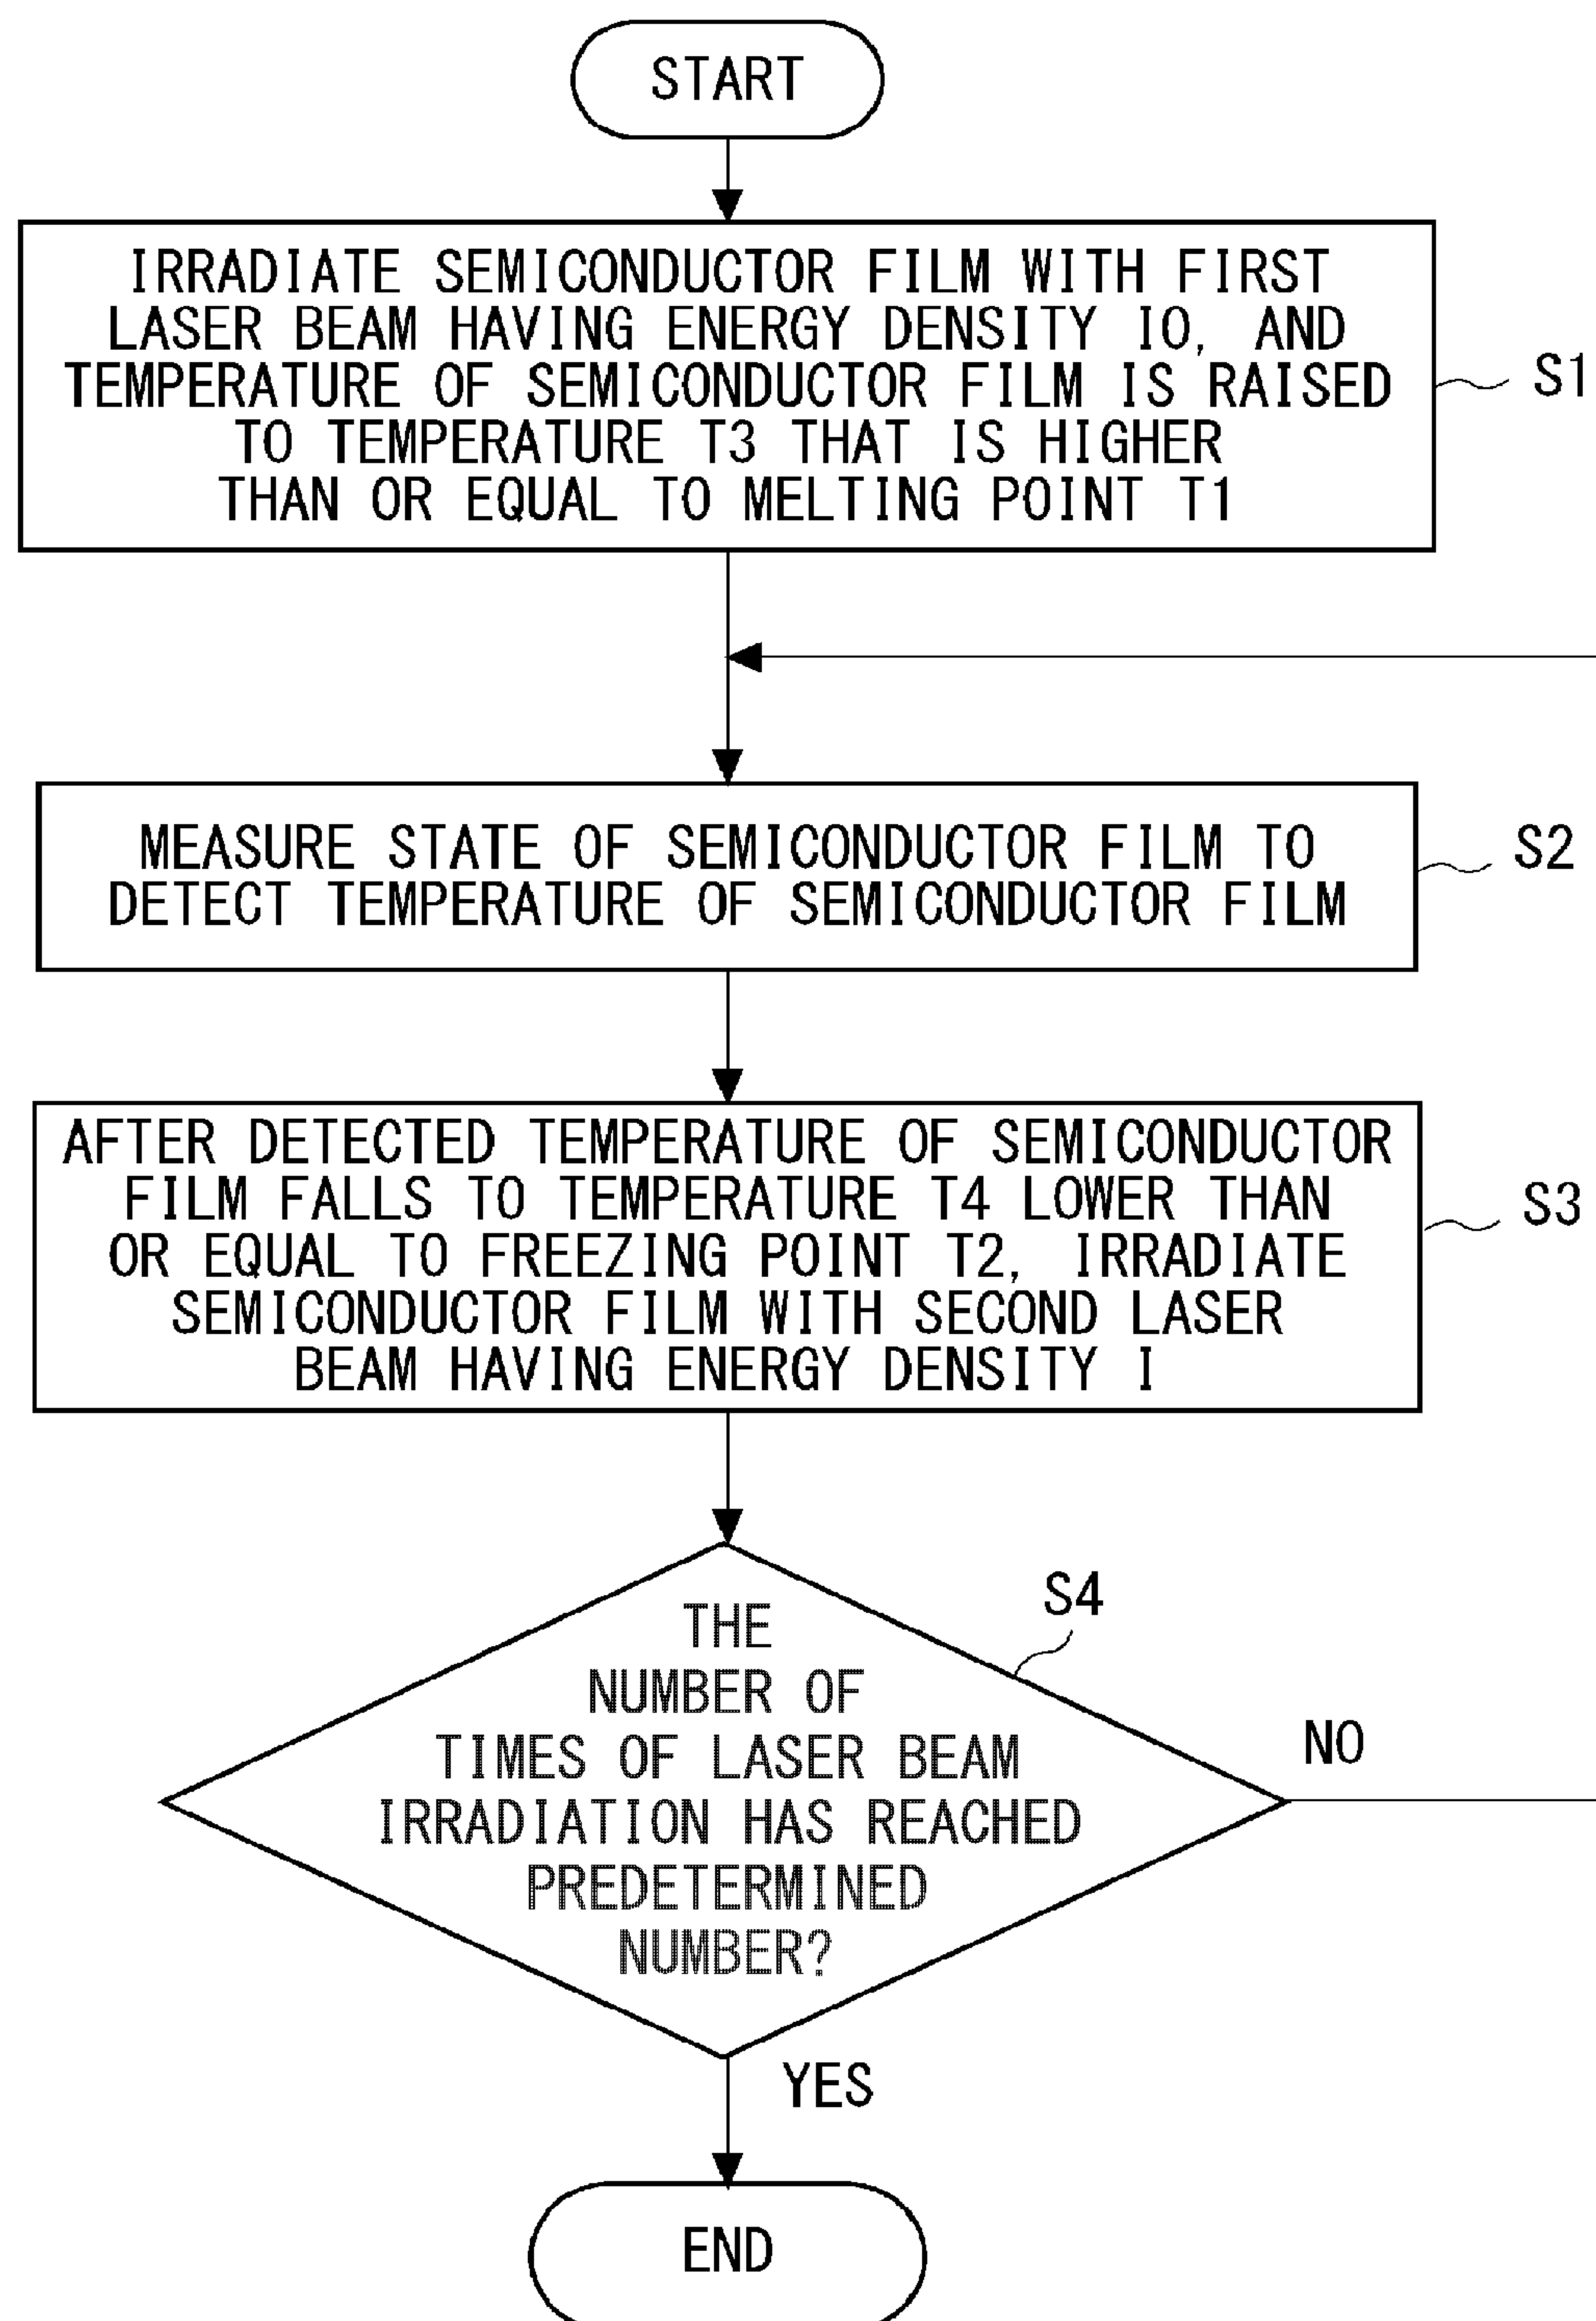 START
IRRADIATE SEMICONDUCTOR FILM WITH FIRST
LASER BEAM HAVING ENERGY DENSITY I0, AND
TEMPERATURE OF SEMICONDUCTOR FILM IS RAISED
TO TEMPERATURE T3 THAT IS HIGHER
THAN OR EQUAL TO MELTING POINT T1
S1
MEASURE STATE OF SEMICONDUCTOR FILM TO
DETECT TEMPERATURE OF SEMICONDUCTOR FILM
S2
AFTER DETECTED TEMPERATURE OF SEMICONDUCTOR
FILM FALLS TO TEMPERATURE T4 LOWER THAN
OR EQUAL TO FREEZING POINT T2, IRRADIATE
SEMICONDUCTOR FILM WITH SECOND LASER
BEAM HAVING ENERGY DENSITY I
S3
S4
THE
NUMBER OF
TIMES OF LASER BEAM
IRRADIATION HAS REACHED
PREDETERMINED
NUMBER?
NO
YES
END